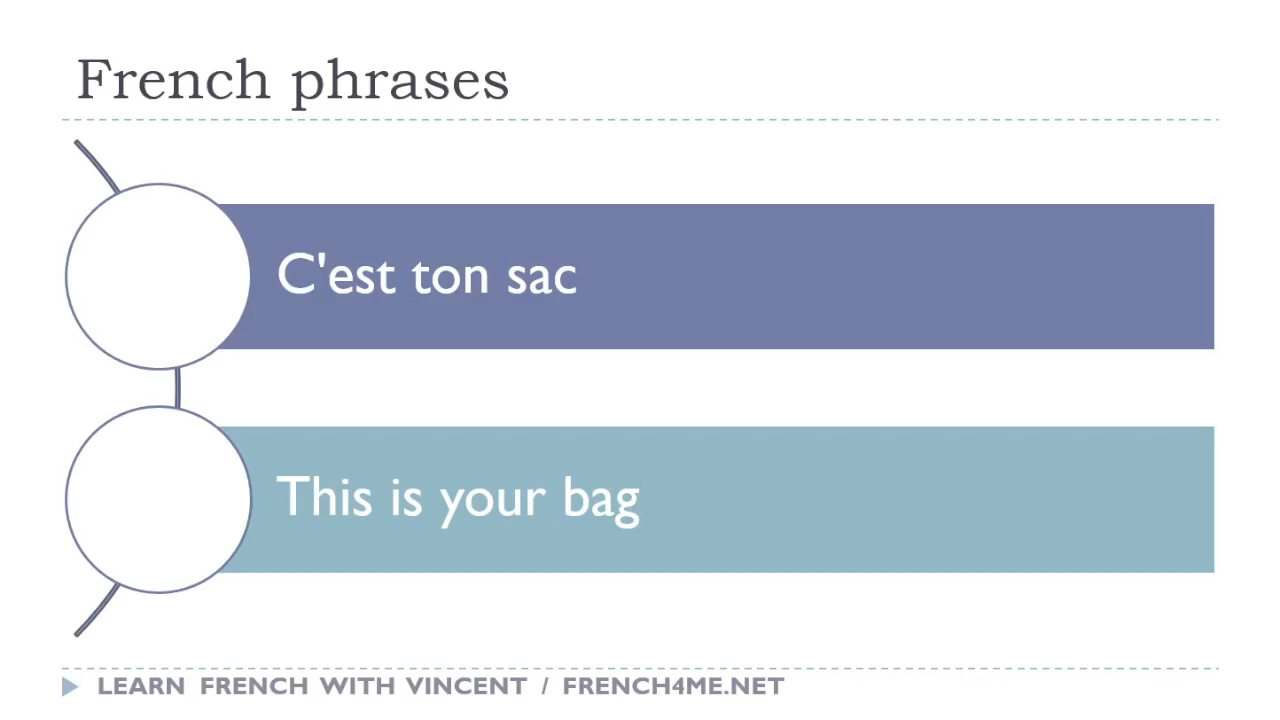 French phrases
C'est ton sac
This is your bag
LEARN FRENCH WITH VINCENT / FRENCH4ME.NET